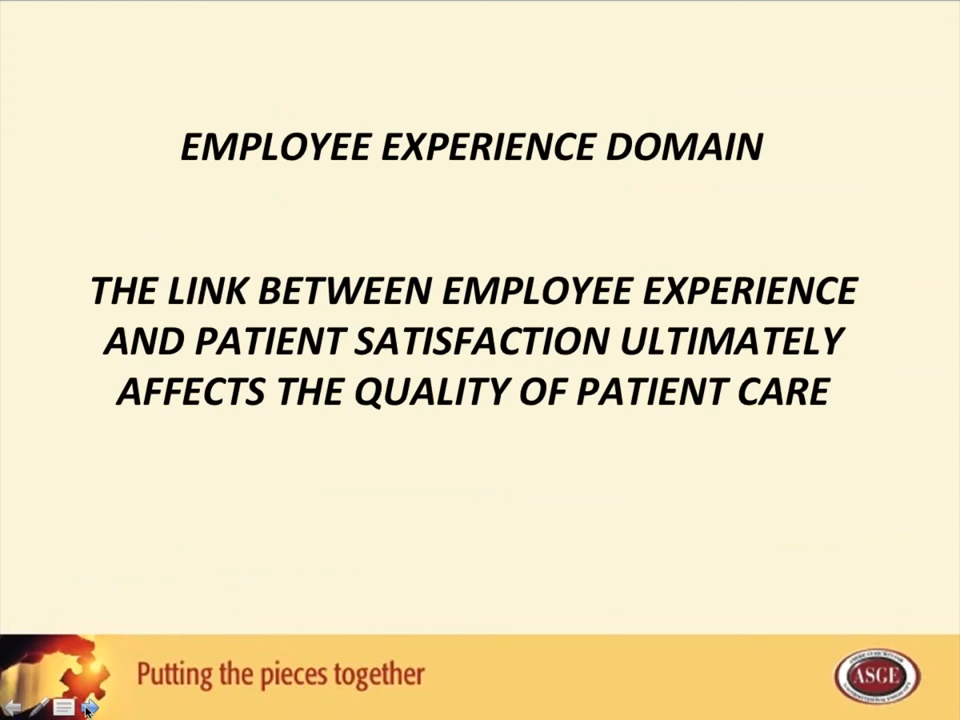 EMPLOYEE EXPERIENCE DOMAIN
THE LINK BETWEEN EMPLOYEE EXPERIENCE
AND PATIENT SATISFACTION ULTIMATELY
AFFECTS THE QUALITY OF PATIENT CARE
Putting the pieces together
ASGE